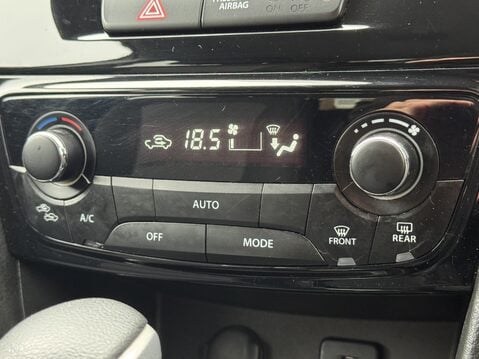 AIRBAG
ON OFF
18.5
AUTO
A/C
OFF
MODE
FRONT
REAR